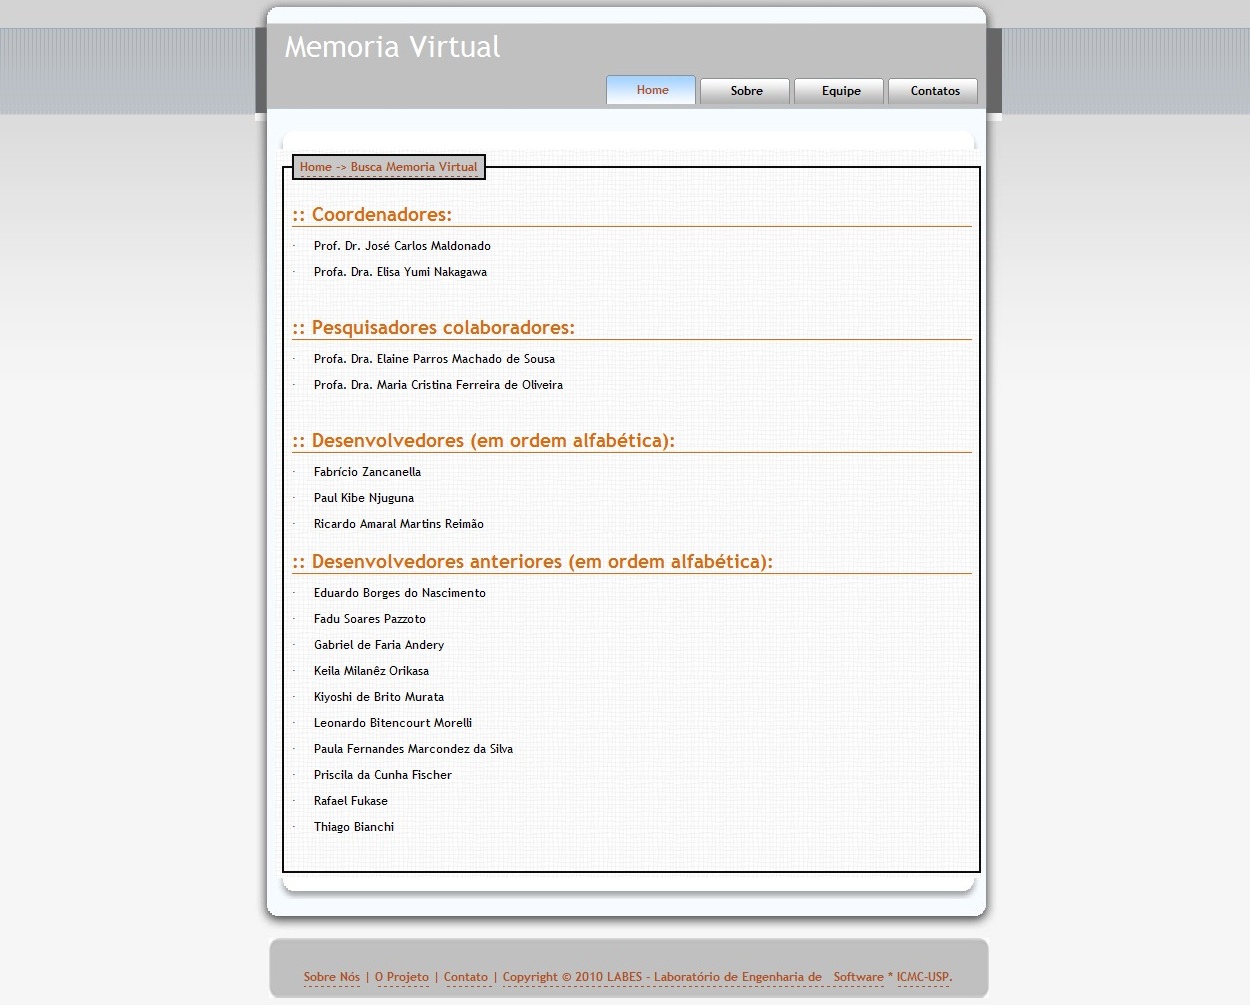 Memoria Virtual
Home Sobre Equipe Contatos
Home -> Busca Memoria Virtual
:: Coordenadores:
· Prof. Dr. José Carlos Maldonado
· Profa. Dra. Elisa Yumi Nakagawa
:: Pesquisadores colaboradores:
· Profa. Dra. Elaine Parros Machado de Sousa
· Profa. Dra. Maria Cristina Ferreira de Oliveira
:: Desenvolvedores (em ordem alfabética):
· Fabrício Zancanella
· Paul Kibe Njuguna
· Ricardo Amaral Martins Reimão
:: Desenvolvedores anteriores (em ordem alfabética):
· Eduardo Borges do Nascimento
· Fadu Soares Pazzoto
· Gabriel de Faria Andery
· Keila Milanêz Orikasa
· Kiyoshi de Brito Murata
· Leonardo Bitencourt Morelli
· Paula Fernandes Marcondez da Silva
· Priscila da Cunha Fischer
· Rafael Fukase
· Thiago Bianchi
Sobre Nós | O Projeto | Contato | Copyright © 2010 LABES - Laboratório de Engenharia de Software * ICMC-USP.